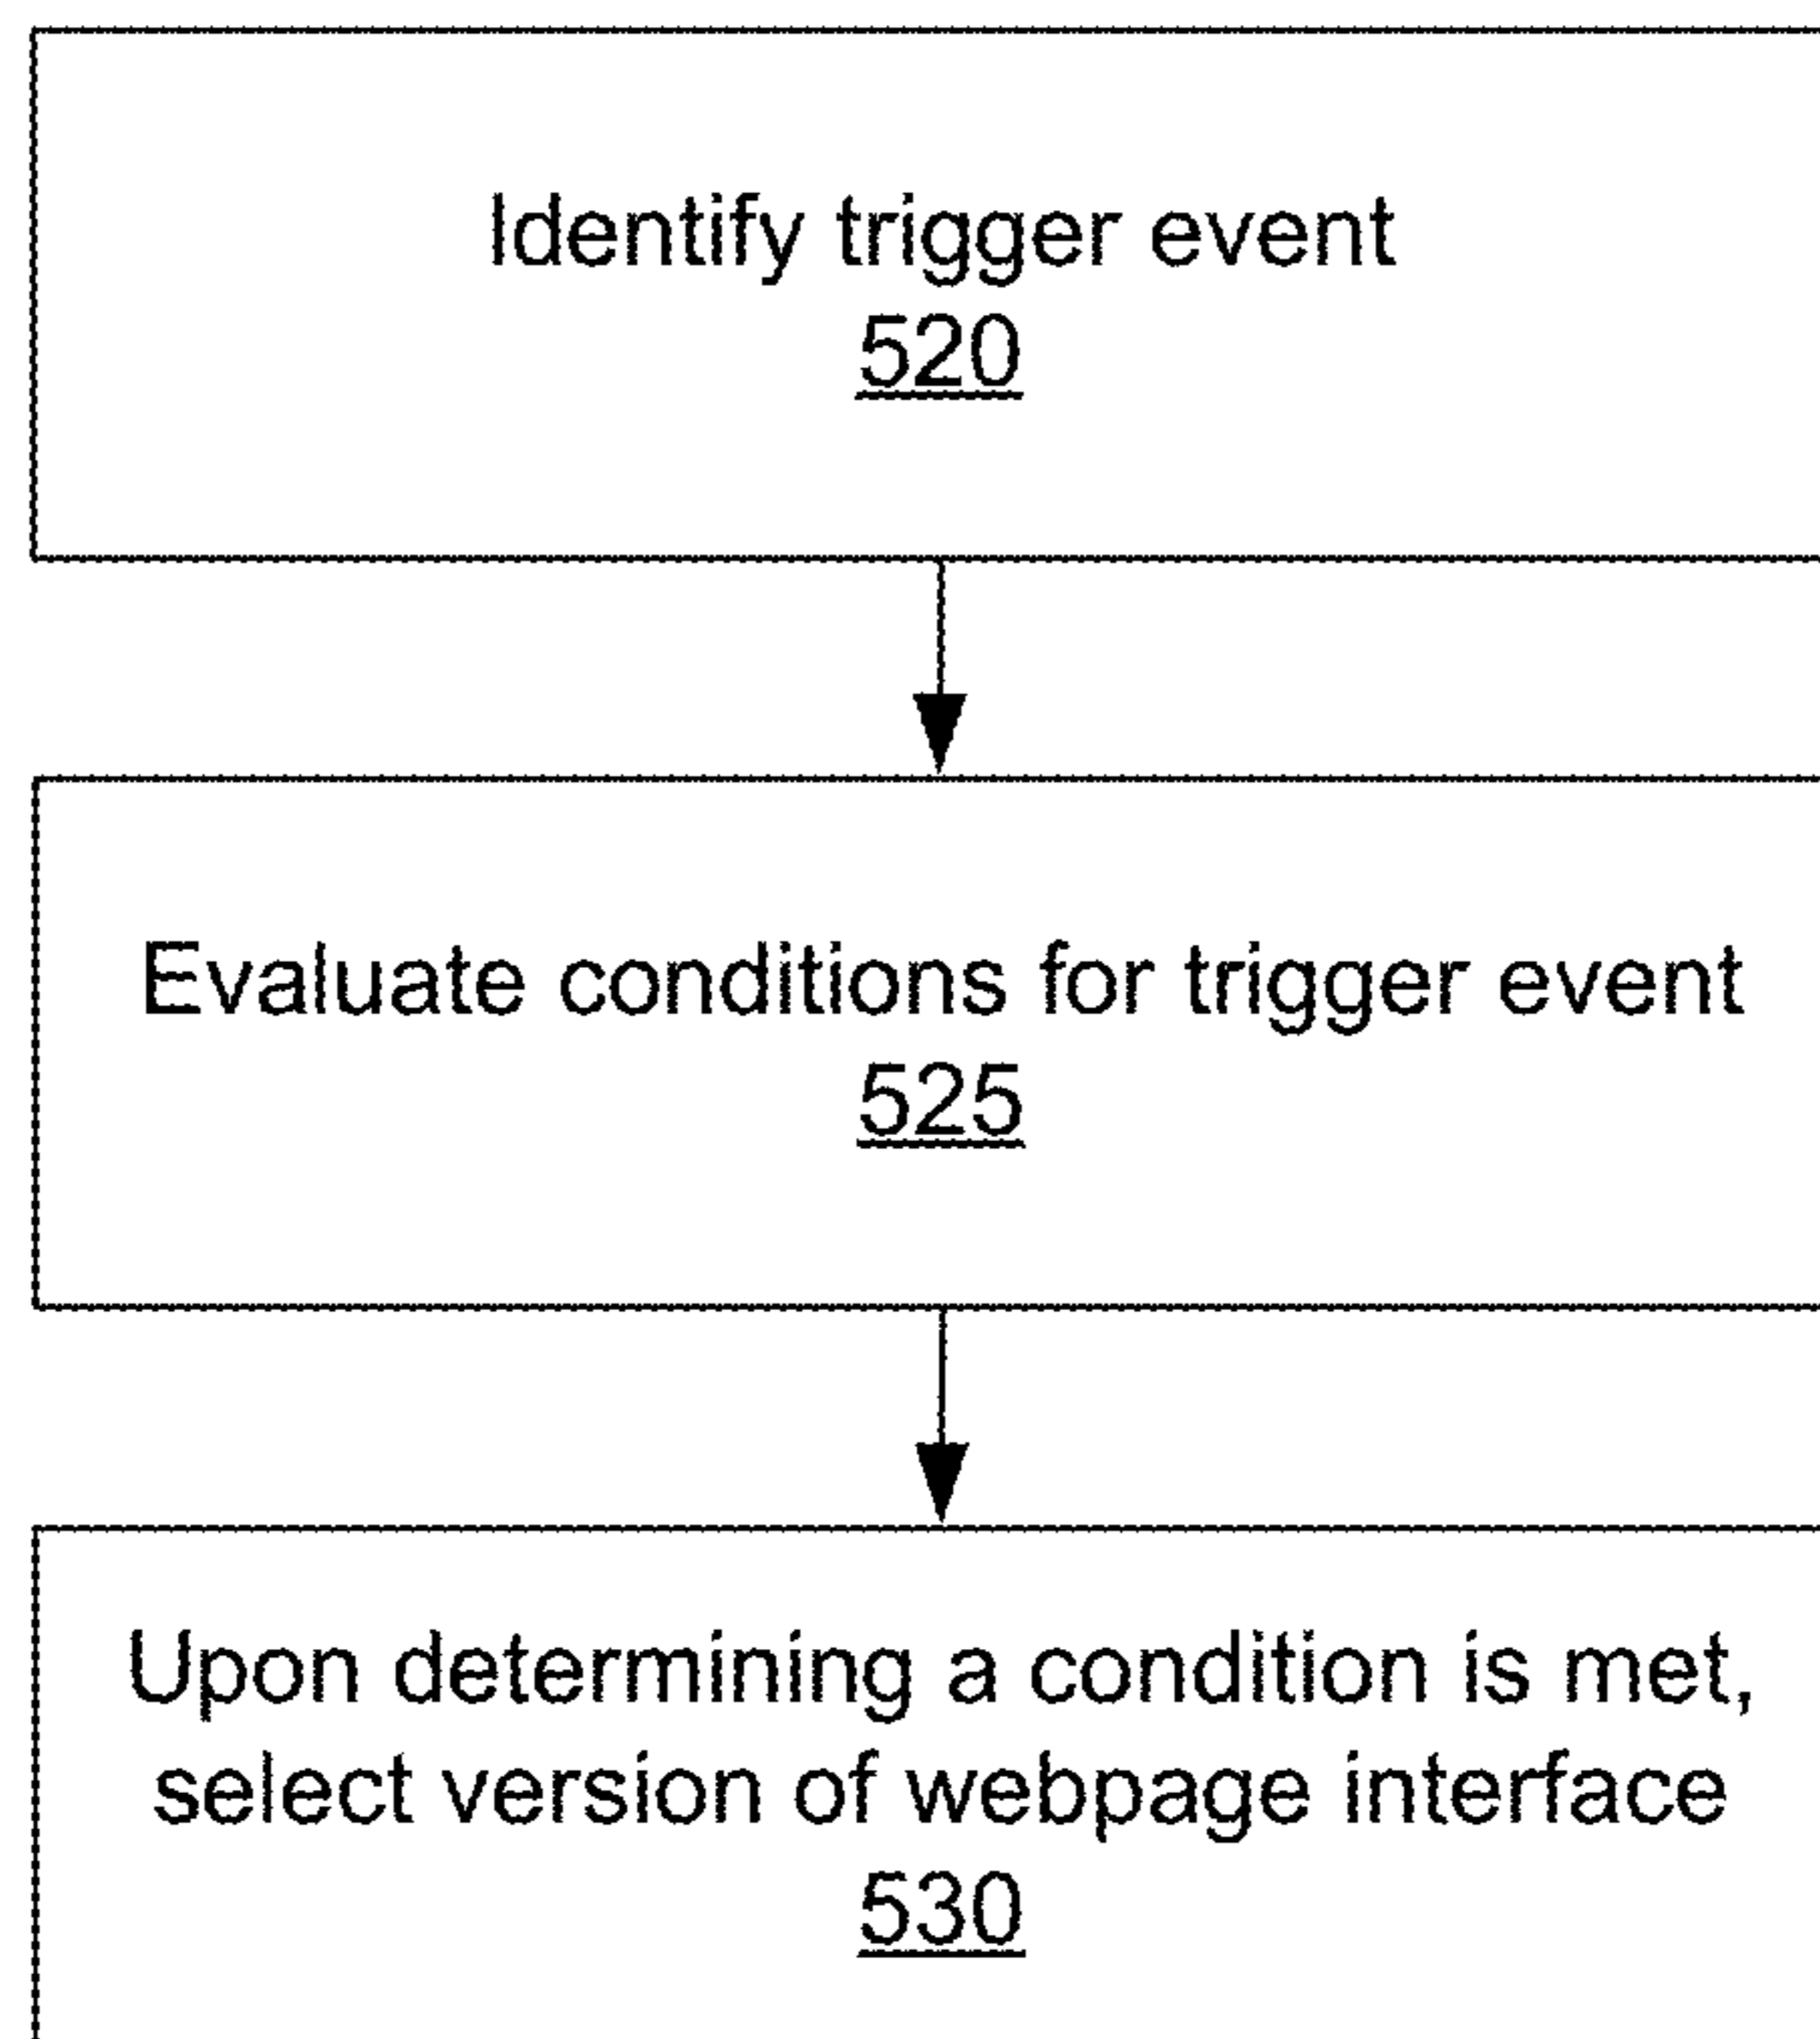 Identify trigger event
520
Evaluate conditions for trigger event
525
Upon determining a condition is met,
select version of webpage interface
530